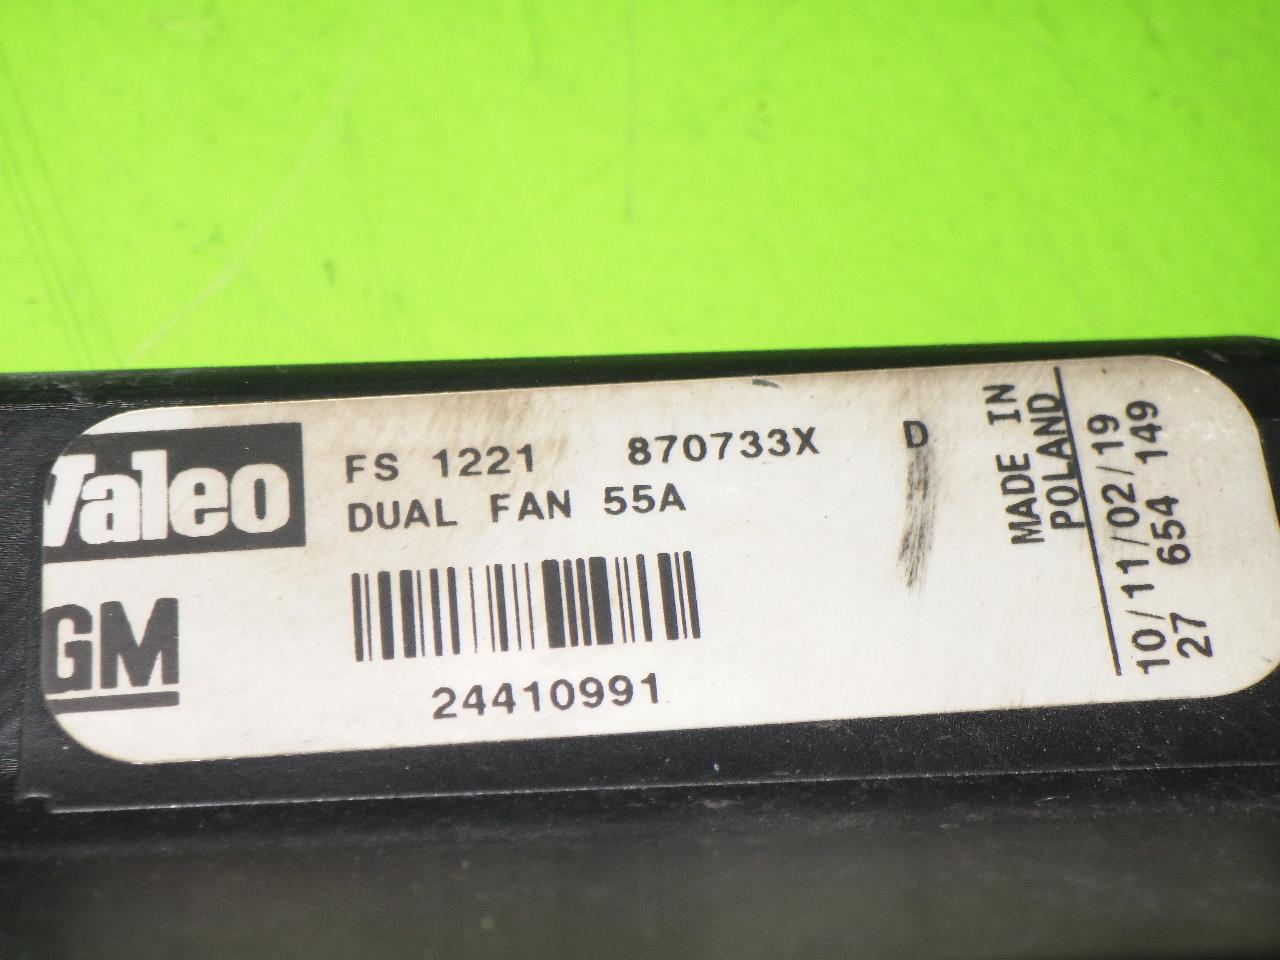 Valeo
FS 1221 870733X D
DUAL FAN 55A
GM
24410991
MADE IN
POLAND
10/11/02/19
27 654 149